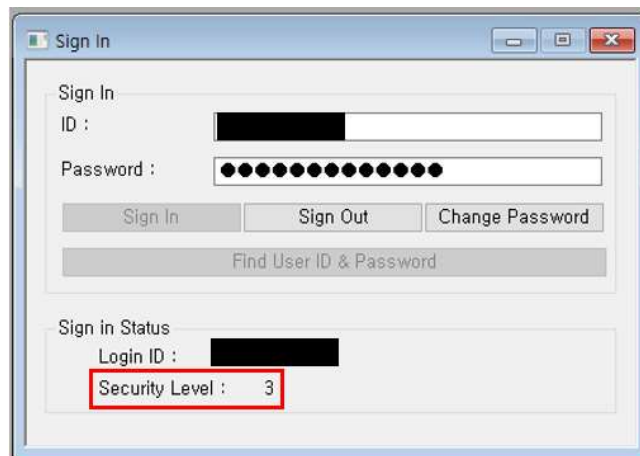 Sign In
Sign In
ID :
Password : ●●●●●●●●●●●●●
Sign In Sign Out Change Password
Find User ID & Password
Sign in Status
Login ID :
Security Level : 3